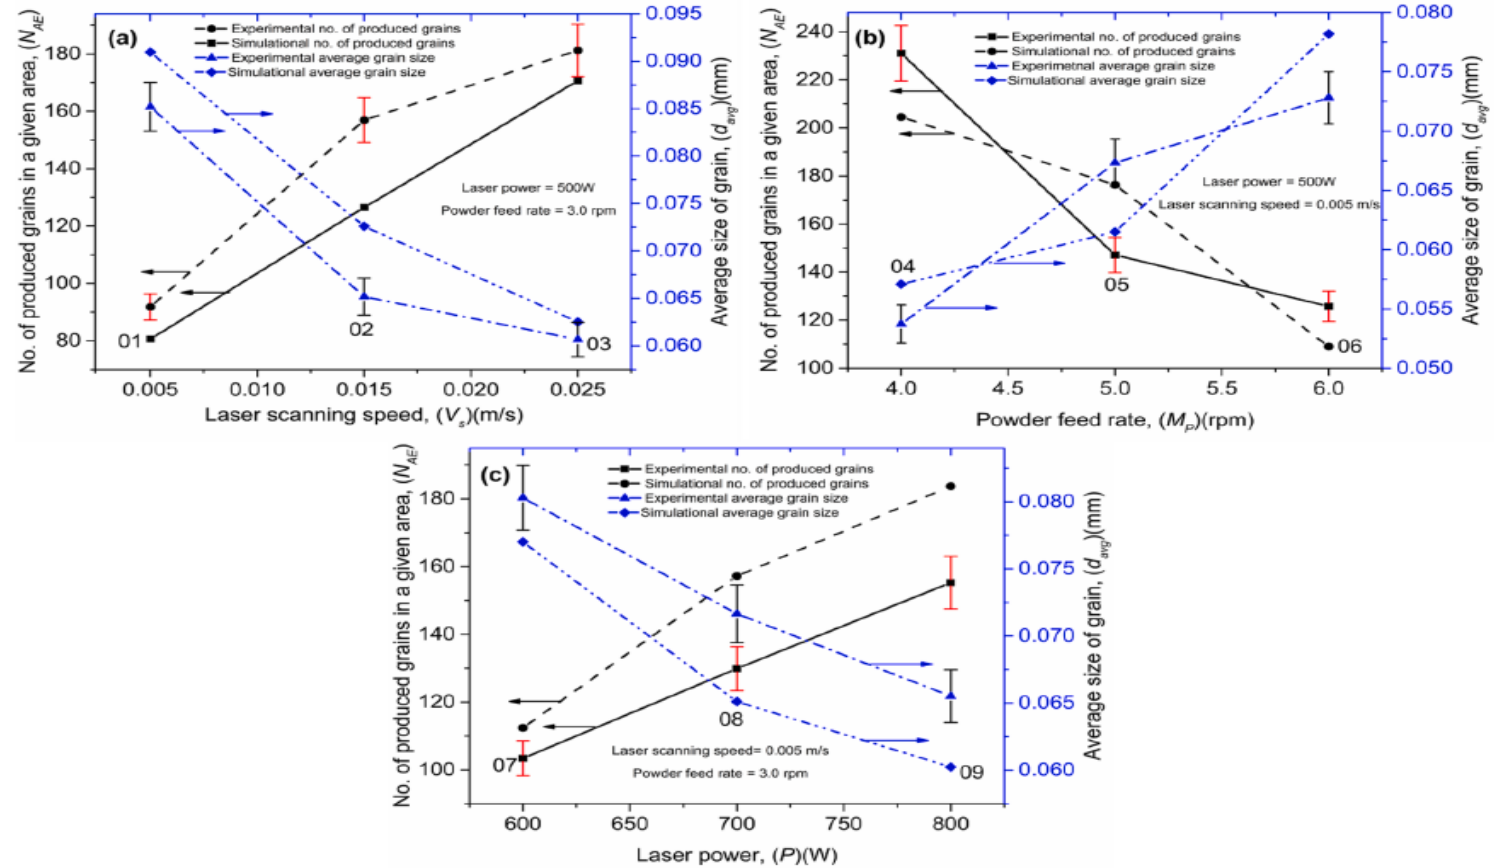 (a)
Experimental no. of produced grains
Simulational no. of produced grains
Experimental average grain size
Simulational average grain size
No. of produced grains in a given area, (N_AE)
180
160
140
120
100
80
0.095
0.090
0.085
0.080
0.075
0.070
0.065
0.060
Average size of grain, (d_avg)(mm)
Laser power = 500W
Powder feed rate = 3.0 rpm
01
02
03
0.005 0.010 0.015 0.020 0.025
Laser scanning speed, (V_s)(m/s)
(b)
Experimental no. of produced grains
Simulational no. of produced grains
Experimetnal average grain size
Simulational average grain size
No. of produced grains in a given area, (N_AE)
240
220
200
180
160
140
120
100
0.080
0.075
0.070
0.065
0.060
0.055
0.050
Average size of grain, (d_avg)(mm)
Laser power = 500W
Laser scanning speed = 0.005 m/s
04
05
06
4.0 4.5 5.0 5.5 6.0
Powder feed rate, (M_P)(rpm)
(c)
Experimental no. of produced grains
Simulational no. of produced grains
Experimental average grain size
Simulational average grain size
No. of produced grains in a given area, (N_AE)
180
160
140
120
100
0.080
0.075
0.070
0.065
0.060
Average size of grain, (d_avg)(mm)
07
08
09
Laser scanning speed= 0.005 m/s
Powder feed rate = 3.0 rpm
600 650 700 750 800
Laser power, (P)(W)